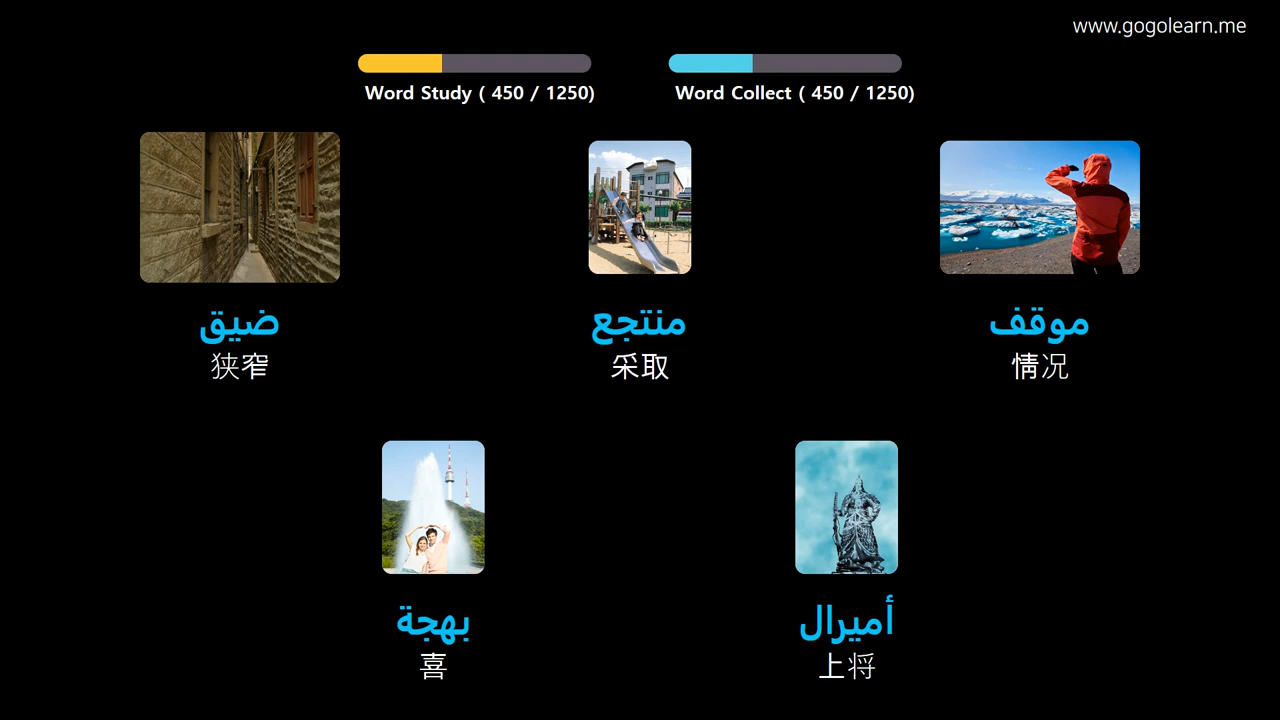 www.gogolearn.me
Word Study ( 450 / 1250)
Word Collect ( 450 / 1250)
ضيق
狭窄
منتجع
采取
موقف
情况
بهجة
喜
أميرال
上将